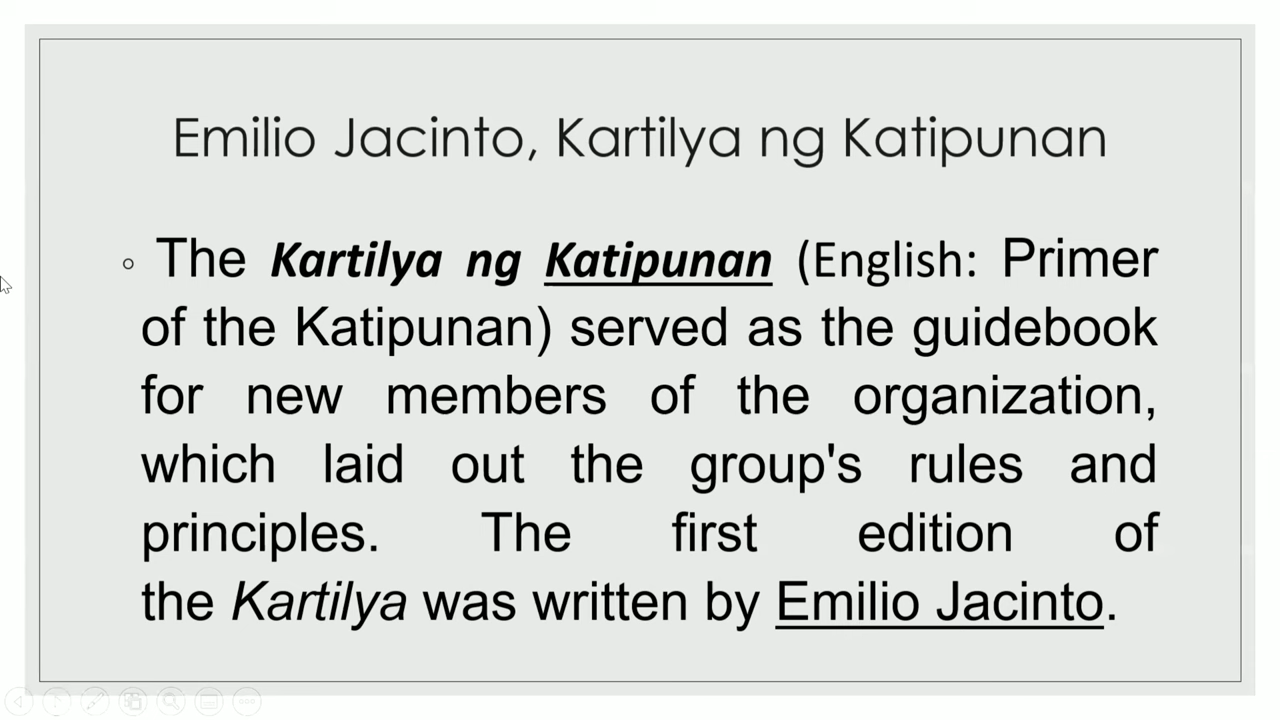 Emilio Jacinto, Kartilya ng Katipunan
◦ The Kartilya ng Katipunan (English: Primer
of the Katipunan) served as the guidebook
for new members of the organization,
which laid out the group's rules and
principles. The first edition of
the Kartilya was written by Emilio Jacinto.